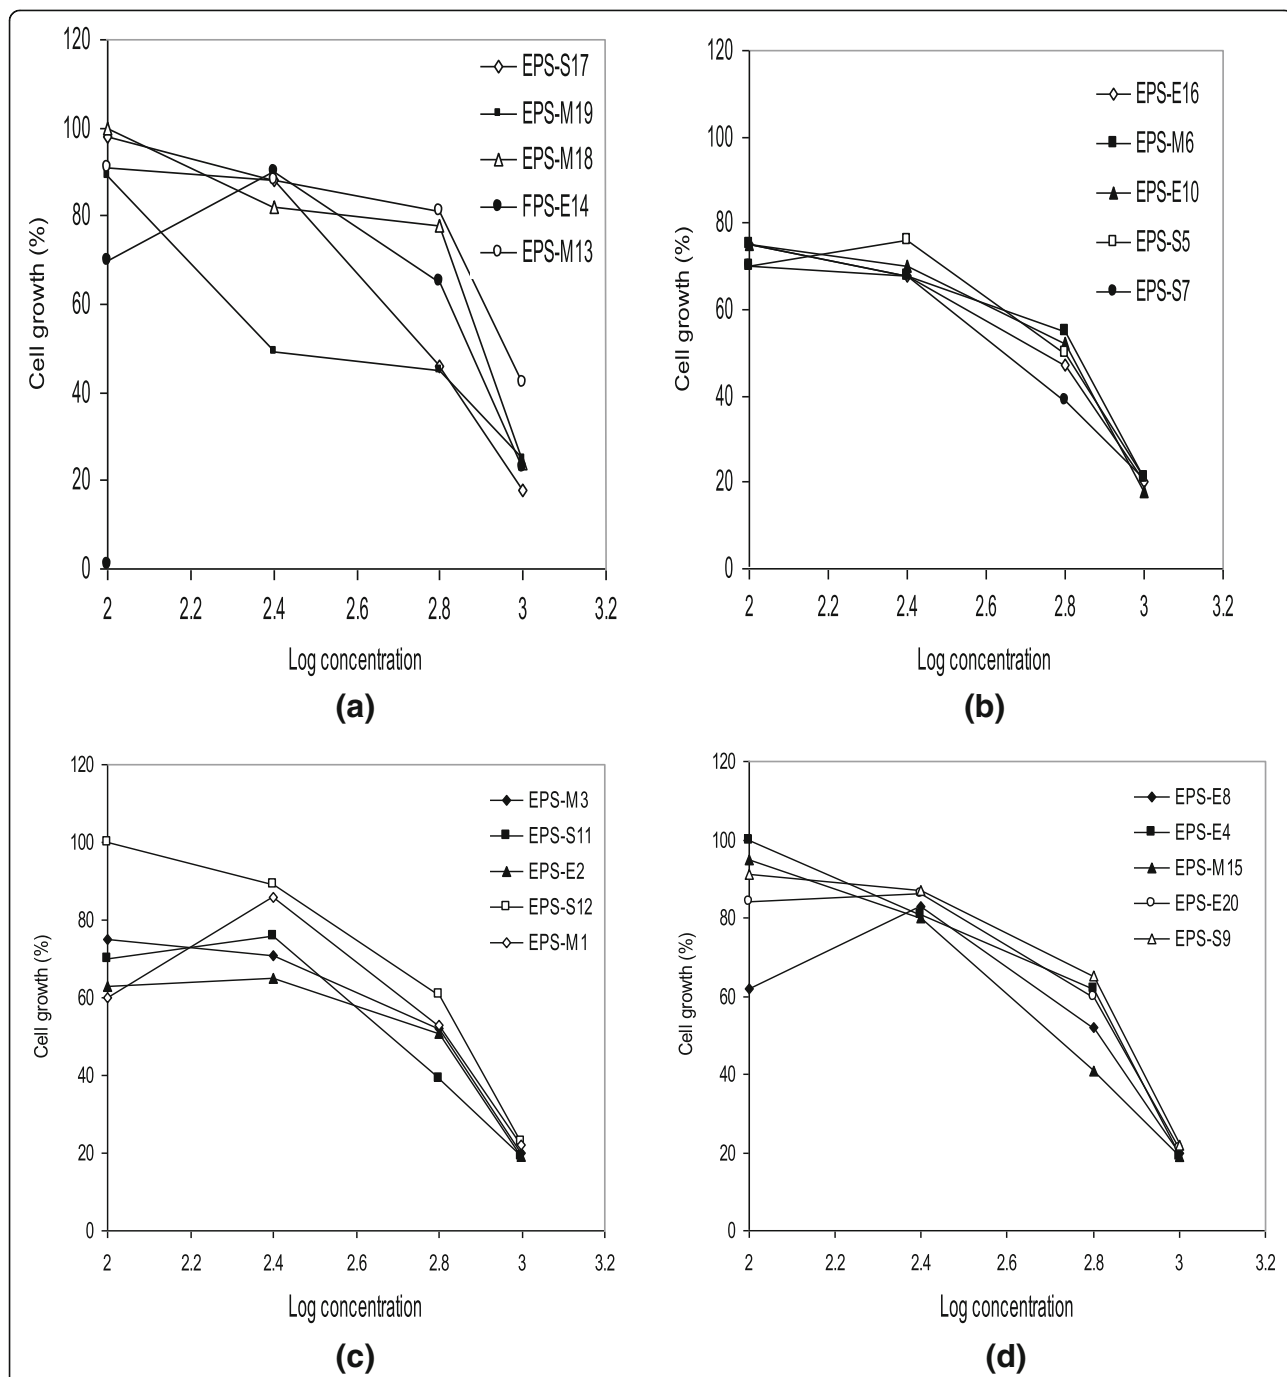 120
100
80
60
40
20
0
Cell growth (%)
EPS-S17
EPS-M19
EPS-M18
FPS-E14
EPS-M13
2 2.2 2.4 2.6 2.8 3 3.2
Log concentration
(a)
120
100
80
60
40
20
0
Cell growth (%)
EPS-E16
EPS-M6
EPS-E10
EPS-S5
EPS-S7
2 2.2 2.4 2.6 2.8 3 3.2
Log concentration
(b)
120
100
80
60
40
20
0
Cell growth (%)
EPS-M3
EPS-S11
EPS-E2
EPS-S12
EPS-M1
2 2.2 2.4 2.6 2.8 3 3.2
Log concentration
(c)
120
100
80
60
40
20
0
Cell growth (%)
EPS-E8
EPS-E4
EPS-M15
EPS-E20
EPS-S9
2 2.2 2.4 2.6 2.8 3 3.2
Log concentration
(d)